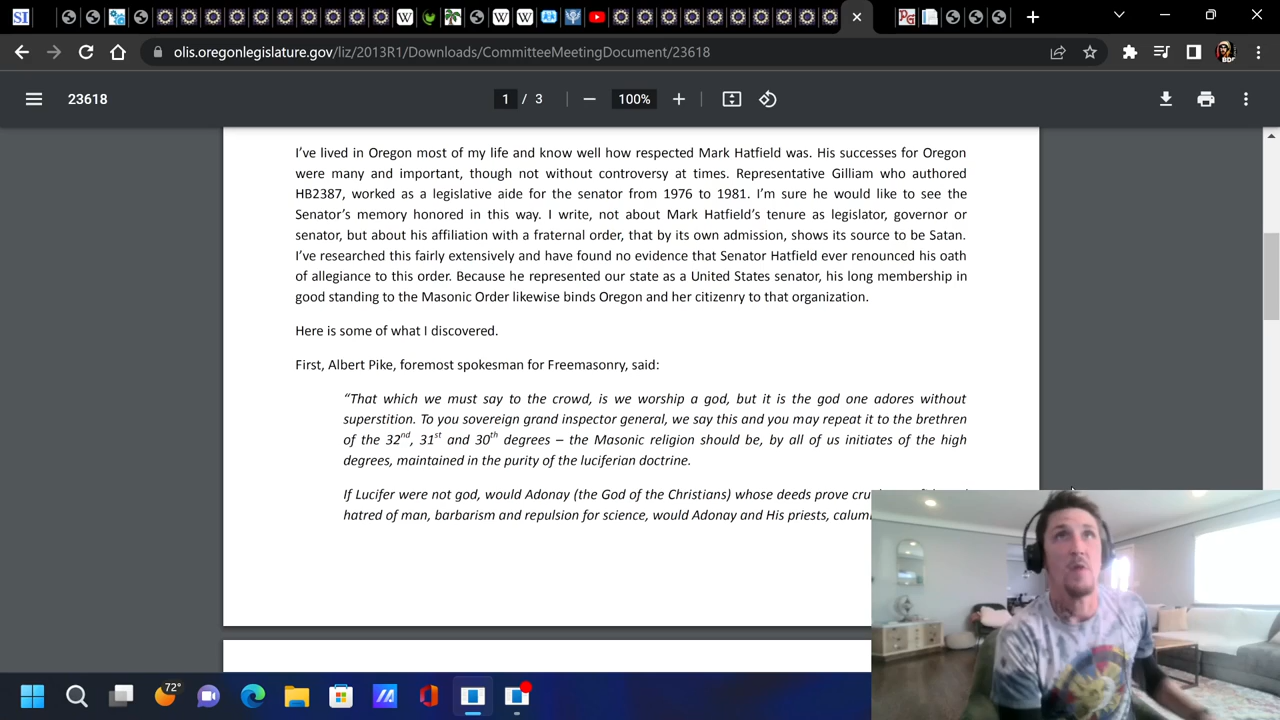 olis.oregonlegislature.gov/liz/2013R1/Downloads/CommitteeMeetingDocument/23618
23618
1 / 3
100%
I've lived in Oregon most of my life and know well how respected Mark Hatfield was. His successes for Oregon
were many and important, though not without controversy at times. Representative Gilliam who authored
HB2387, worked as a legislative aide for the senator from 1976 to 1981. I'm sure he would like to see the
Senator's memory honored in this way. I write, not about Mark Hatfield's tenure as legislator, governor or
senator, but about his affiliation with a fraternal order, that by its own admission, shows its source to be Satan.
I've researched this fairly extensively and have found no evidence that Senator Hatfield ever renounced his oath
of allegiance to this order. Because he represented our state as a United States senator, his long membership in
good standing to the Masonic Order likewise binds Oregon and her citizenry to that organization.
Here is some of what I discovered.
First, Albert Pike, foremost spokesman for Freemasonry, said:
"That which we must say to the crowd, is we worship a god, but it is the god one adores without
superstition. To you sovereign grand inspector general, we say this and you may repeat it to the brethren
of the 32nd, 31st and 30th degrees – the Masonic religion should be, by all of us initiates of the high
degrees, maintained in the purity of the luciferian doctrine.
If Lucifer were not god, would Adonay (the God of the Christians) whose deeds prove
hatred of man, barbarism and repulsion for science, would Adonay and His priests,
72°